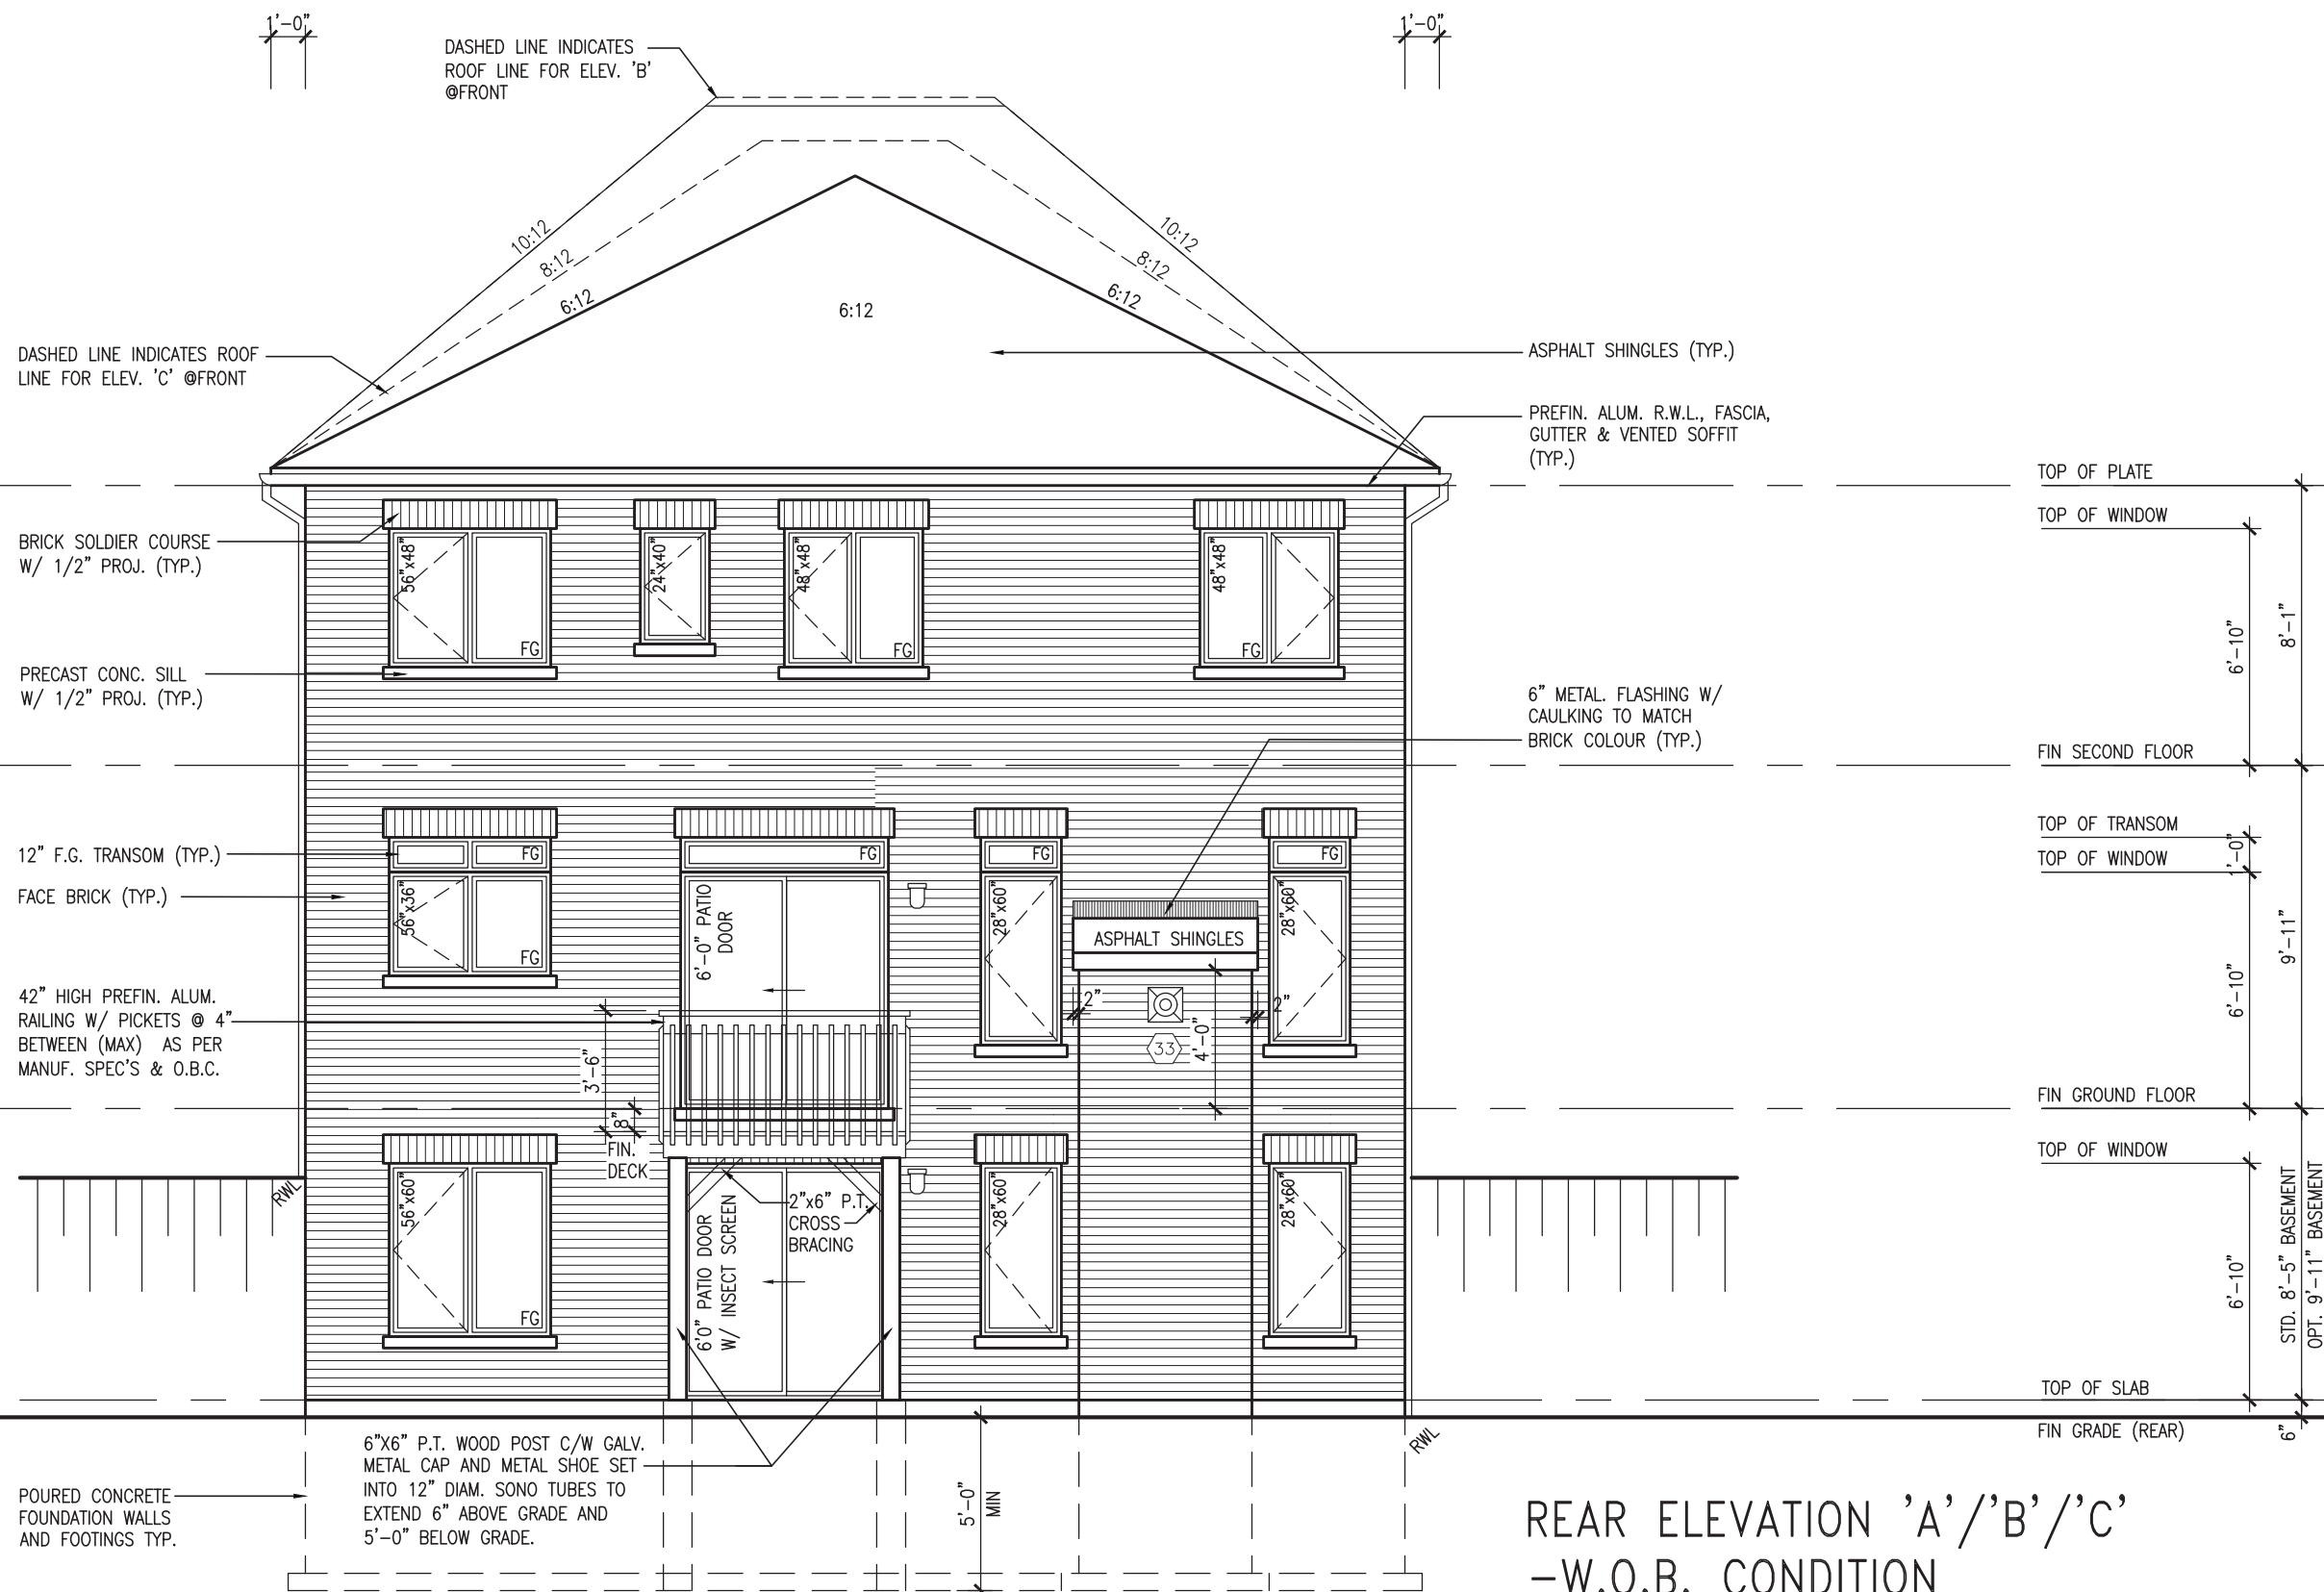 1'-0"
1'-0"
DASHED LINE INDICATES
ROOF LINE FOR ELEV. 'B'
@FRONT
10:12
8:12
6:12
6:12
10:12
8:12
6:12
DASHED LINE INDICATES ROOF
LINE FOR ELEV. 'C' @FRONT
ASPHALT SHINGLES (TYP.)
PREFIN. ALUM. R.W.L., FASCIA,
GUTTER & VENTED SOFFIT
(TYP.)
TOP OF PLATE
TOP OF WINDOW
BRICK SOLDIER COURSE
W/ 1/2" PROJ. (TYP.)
56"x48"
FG
24"x40"
48"x48"
FG
48"x48"
FG
6'-10"
8'-1"
PRECAST CONC. SILL
W/ 1/2" PROJ. (TYP.)
6" METAL. FLASHING W/
CAULKING TO MATCH
BRICK COLOUR (TYP.)
FIN SECOND FLOOR
TOP OF TRANSOM
TOP OF WINDOW
1'-0"
12" F.G. TRANSOM (TYP.)
FACE BRICK (TYP.)
FG
56"x36"
FG
FG
6'-0" PATIO
DOOR
FG
28"x60"
ASPHALT SHINGLES
FG
28"x60"
6'-10"
9'-11"
42" HIGH PREFIN. ALUM.
RAILING W/ PICKETS @ 4"
BETWEEN (MAX) AS PER
MANUF. SPEC'S & O.B.C.
3'-6"
8"
FIN.
DECK
2"
2"
33
4'-0"
FIN GROUND FLOOR
TOP OF WINDOW
RWL
56"x60"
FG
6'0" PATIO DOOR
W/ INSECT SCREEN
2"x6" P.T.
CROSS
BRACING
28"x60"
28"x60"
6'-10"
STD. 8'-5" BASEMENT
OPT. 9'-11" BASEMENT
TOP OF SLAB
FIN GRADE (REAR)
6"
RWL
6"X6" P.T. WOOD POST C/W GALV.
METAL CAP AND METAL SHOE SET
INTO 12" DIAM. SONO TUBES TO
EXTEND 6" ABOVE GRADE AND
5'-0" BELOW GRADE.
POURED CONCRETE
FOUNDATION WALLS
AND FOOTINGS TYP.
5'-0"
MIN
REAR ELEVATION 'A'/'B'/'C'
-W.O.B. CONDITION